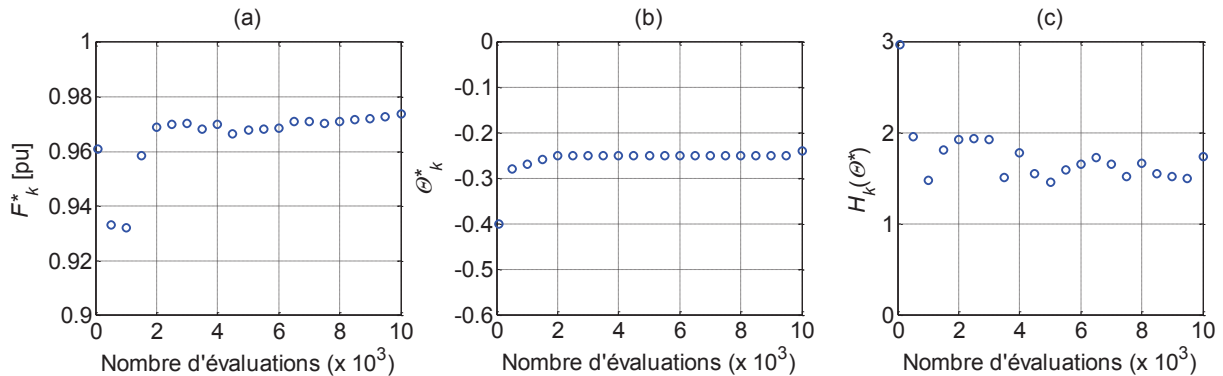 (a)
1
0.98
0.96
0.94
0.92
0.9
0 2 4 6 8 10
F*k [pu]
Nombre d'évaluations (x 10³)
(b)
0
-0.1
-0.2
-0.3
-0.4
-0.5
-0.6
0 2 4 6 8 10
Θ*k
Nombre d'évaluations (x 10³)
(c)
3
2
1
0
0 2 4 6 8 10
Hk(Θ*)
Nombre d'évaluations (x 10³)